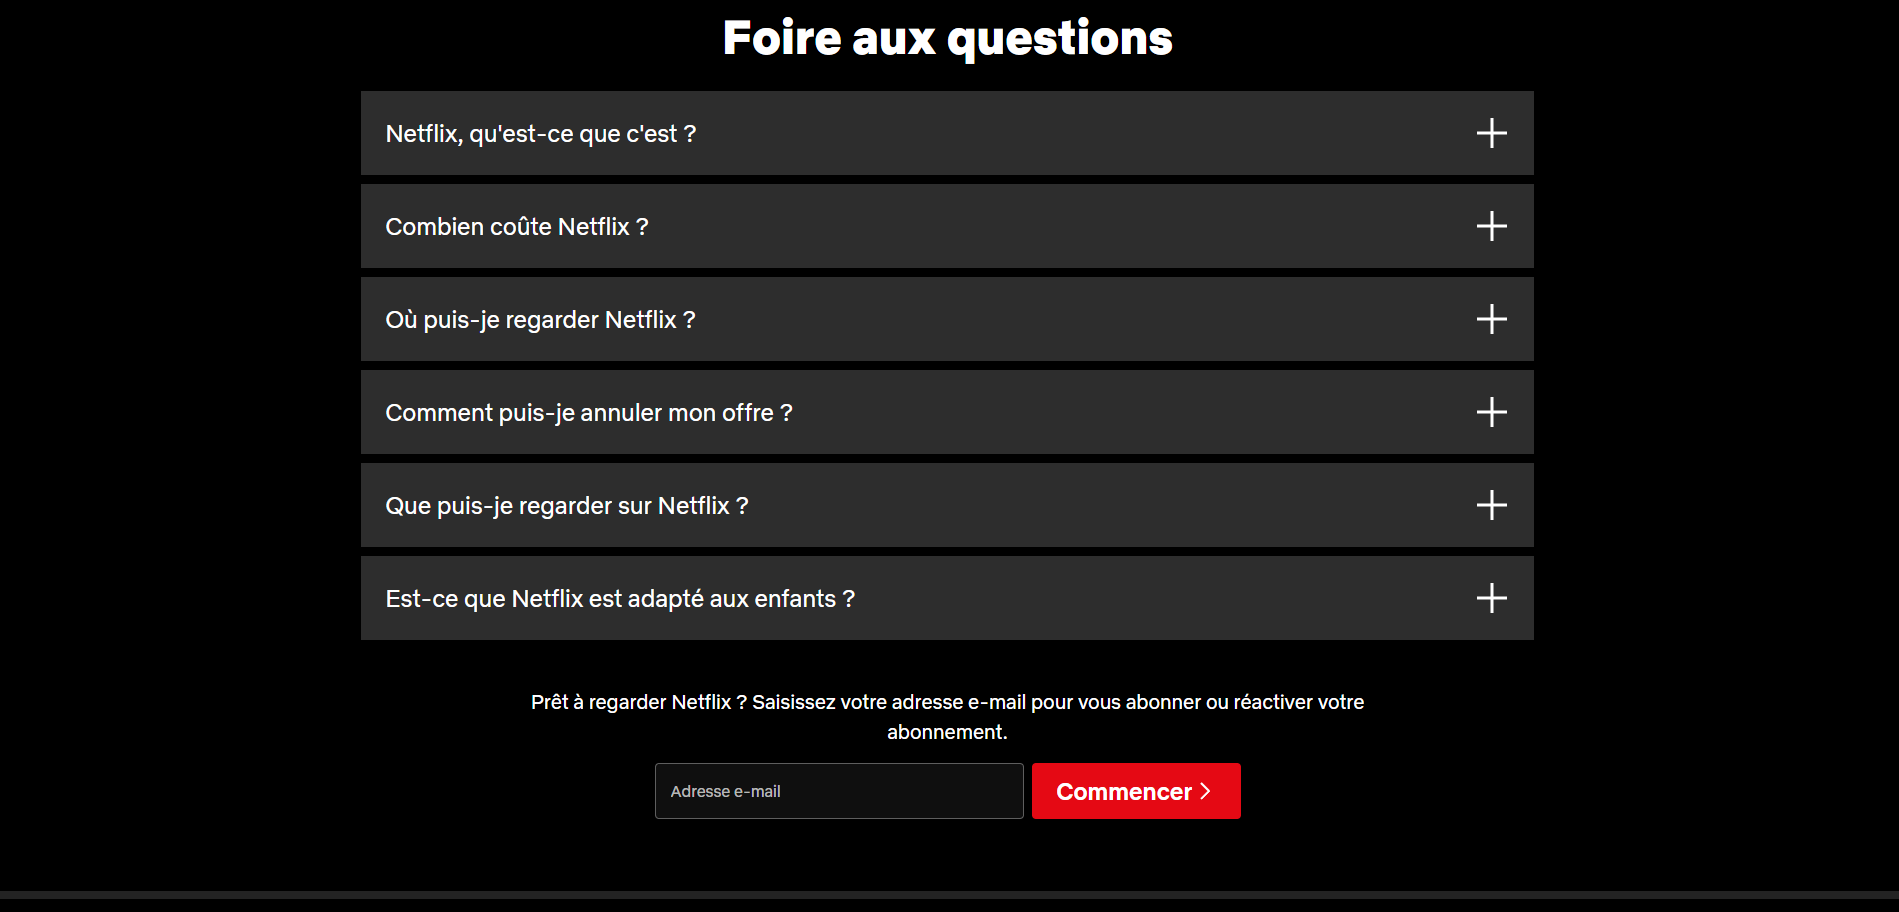 Foire aux questions
Netflix, qu'est-ce que c'est ?
Combien coûte Netflix ?
Où puis-je regarder Netflix ?
Comment puis-je annuler mon offre ?
Que puis-je regarder sur Netflix ?
Est-ce que Netflix est adapté aux enfants ?
Prêt à regarder Netflix ? Saisissez votre adresse e-mail pour vous abonner ou réactiver votre
abonnement.
Adresse e-mail
Commencer